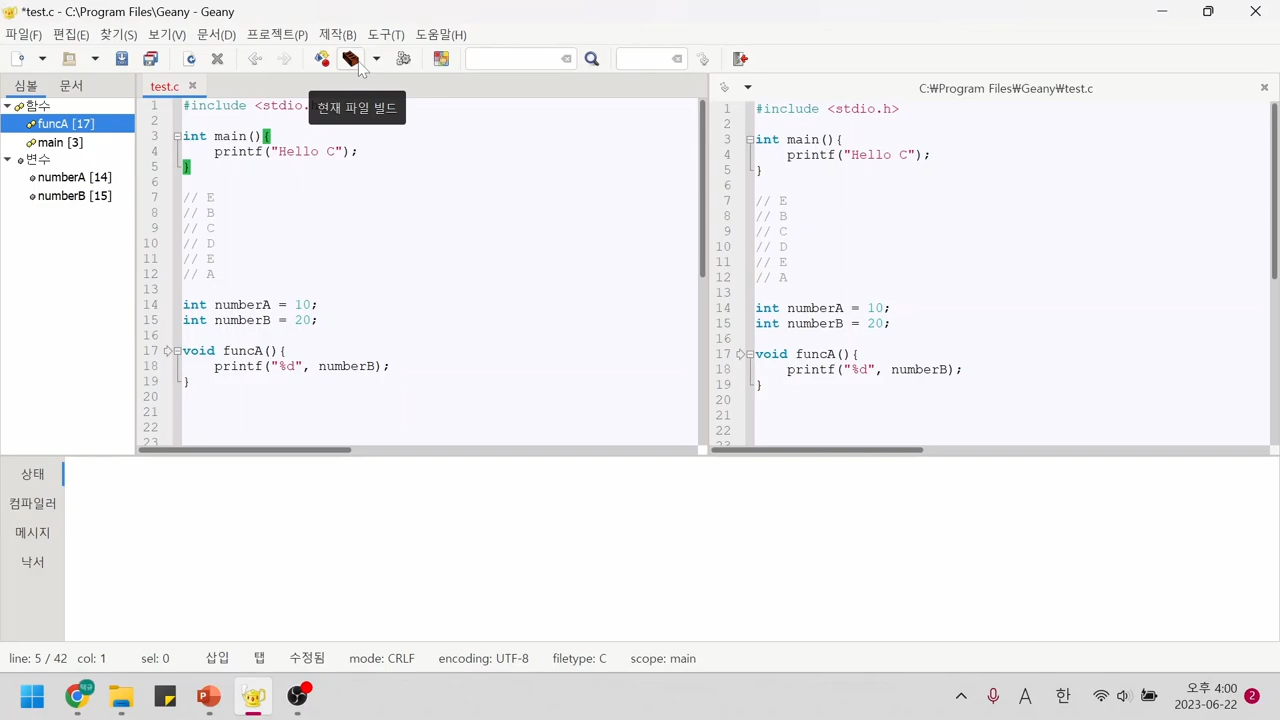 *test.c - C:\Program Files\Geany - Geany
파일(F) 편집(E) 찾기(S) 보기(V) 문서(D) 프로젝트(P) 제작(B) 도구(T) 도움말(H)
심볼 문서
함수
funcA [17]
main [3]
변수
numberA [14]
numberB [15]
test.c
현재 파일 빌드
1 #include <stdio.
2
3 int main(){
4 printf("Hello C");
5 }
6
7 // E
8 // B
9 // C
10 // D
11 // E
12 // A
13
14 int numberA = 10;
15 int numberB = 20;
16
17 void funcA(){
18 printf("%d", numberB);
19 }
20
21
22
23
C:₩Program Files₩Geany₩test.c
1 #include <stdio.h>
2
3 int main(){
4 printf("Hello C");
5 }
6
7 // E
8 // B
9 // C
10 // D
11 // E
12 // A
13
14 int numberA = 10;
15 int numberB = 20;
16
17 void funcA(){
18 printf("%d", numberB);
19 }
20
21
22
23
상태
컴파일러
메시지
낙서
line: 5 / 42 col: 1 sel: 0 삽입 탭 수정됨 mode: CRLF encoding: UTF-8 filetype: C scope: main
A 한 오후 4:00
2023-06-22 2